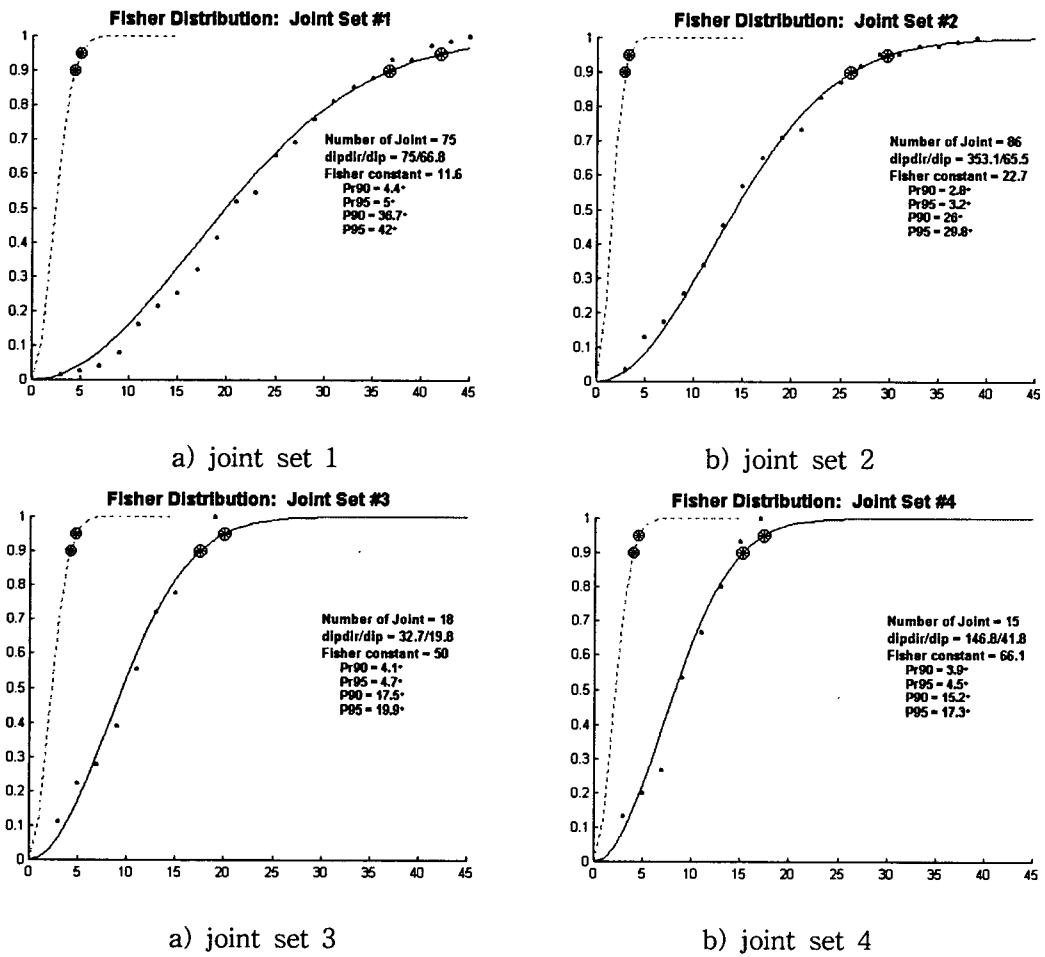 Fisher Distribution: Joint Set #1
1
0.9
0.8
0.7
0.6
0.5
0.4
0.3
0.2
0.1
0
0 5 10 15 20 25 30 35 40 45
Number of Joint = 75
dipdir/dip = 75/66.8
Fisher constant = 11.6
Pr90 = 4.4°
Pr95 = 5°
P90 = 36.7°
P95 = 42°
a) joint set 1
Fisher Distribution: Joint Set #2
1
0.9
0.8
0.7
0.6
0.5
0.4
0.3
0.2
0.1
0
0 5 10 15 20 25 30 35 40 45
Number of Joint = 86
dipdir/dip = 353.1/65.5
Fisher constant = 22.7
Pr90 = 2.8°
Pr95 = 3.2°
P90 = 26°
P95 = 29.8°
b) joint set 2
Fisher Distribution: Joint Set #3
1
0.9
0.8
0.7
0.6
0.5
0.4
0.3
0.2
0.1
0
0 5 10 15 20 25 30 35 40 45
Number of Joint = 18
dipdir/dip = 32.7/19.8
Fisher constant = 50
Pr90 = 4.1°
Pr95 = 4.7°
P90 = 17.5°
P95 = 19.9°
a) joint set 3
Fisher Distribution: Joint Set #4
1
0.9
0.8
0.7
0.6
0.5
0.4
0.3
0.2
0.1
0
0 5 10 15 20 25 30 35 40 45
Number of Joint = 15
dipdir/dip = 146.8/41.8
Fisher constant = 66.1
Pr90 = 3.9°
Pr95 = 4.5°
P90 = 15.2°
P95 = 17.3°
b) joint set 4